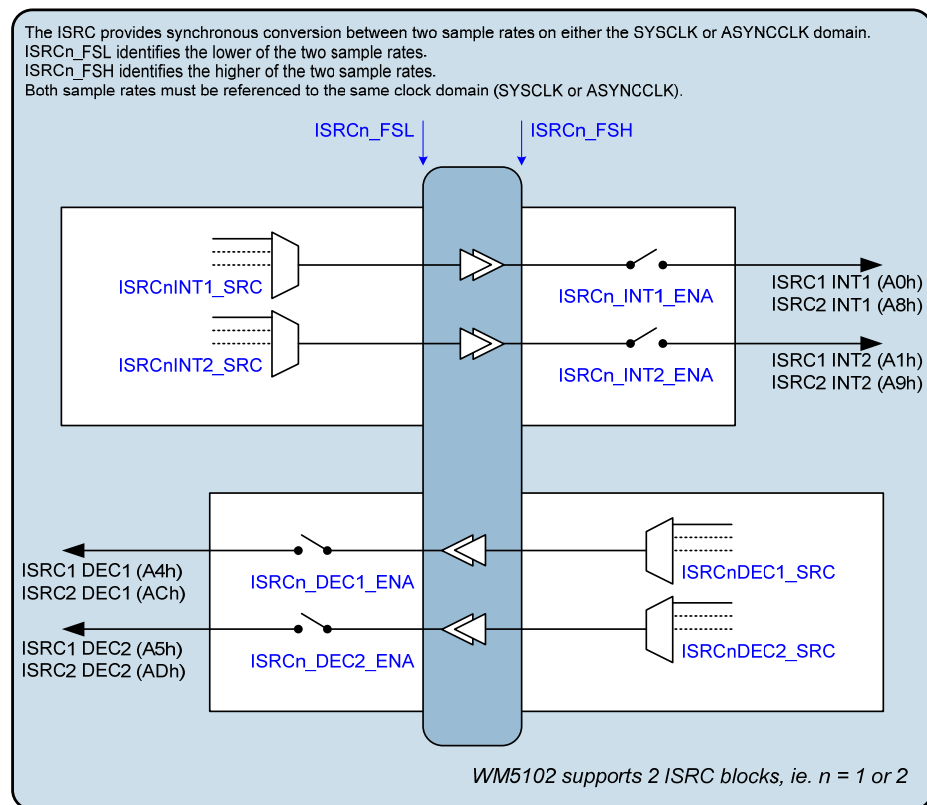 The ISRC provides synchronous conversion between two sample rates on either the SYSCLK or ASYNCCLK domain.
ISRCn_FSL identifies the lower of the two sample rates.
ISRCn_FSH identifies the higher of the two sample rates.
Both sample rates must be referenced to the same clock domain (SYSCLK or ASYNCCLK).
ISRCn_FSL
ISRCn_FSH
ISRCnINT1_SRC
ISRCn_INT1_ENA
ISRC1 INT1 (A0h)
ISRC2 INT1 (A8h)
ISRCnINT2_SRC
ISRCn_INT2_ENA
ISRC1 INT2 (A1h)
ISRC2 INT2 (A9h)
ISRC1 DEC1 (A4h)
ISRC2 DEC1 (ACh)
ISRCn_DEC1_ENA
ISRCnDEC1_SRC
ISRC1 DEC2 (A5h)
ISRC2 DEC2 (ADh)
ISRCn_DEC2_ENA
ISRCnDEC2_SRC
WM5102 supports 2 ISRC blocks, ie. n = 1 or 2